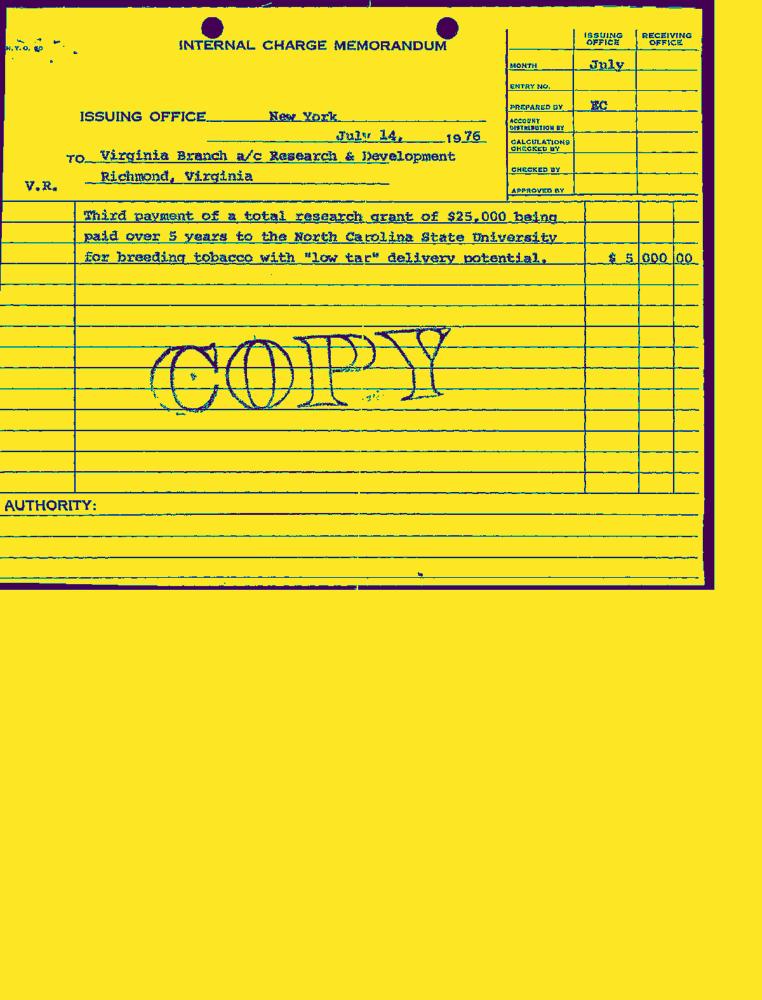 N.Y.O. 80
INTERNAL CHARGE MEMORANDUM
ISSUING OFFICE RECEIVING OFFICE
MONTH July
ENTRY NO.
PREPARED BY EC
ACCOUNT DISTRIBUTION BY
CALCULATIONS CHECKED BY
CHECKED BY
APPROVED BY
ISSUING OFFICE New York
July 14, 1976
TO Virginia Branch a/c Research & Development
Richmond, Virginia
V.R.
Third payment of a total research grant of $25,000 being
paid over 5 years to the North Carolina State University
for breeding tobacco with "low tar" delivery potential. $ 5 000 00
COPY
AUTHORITY: